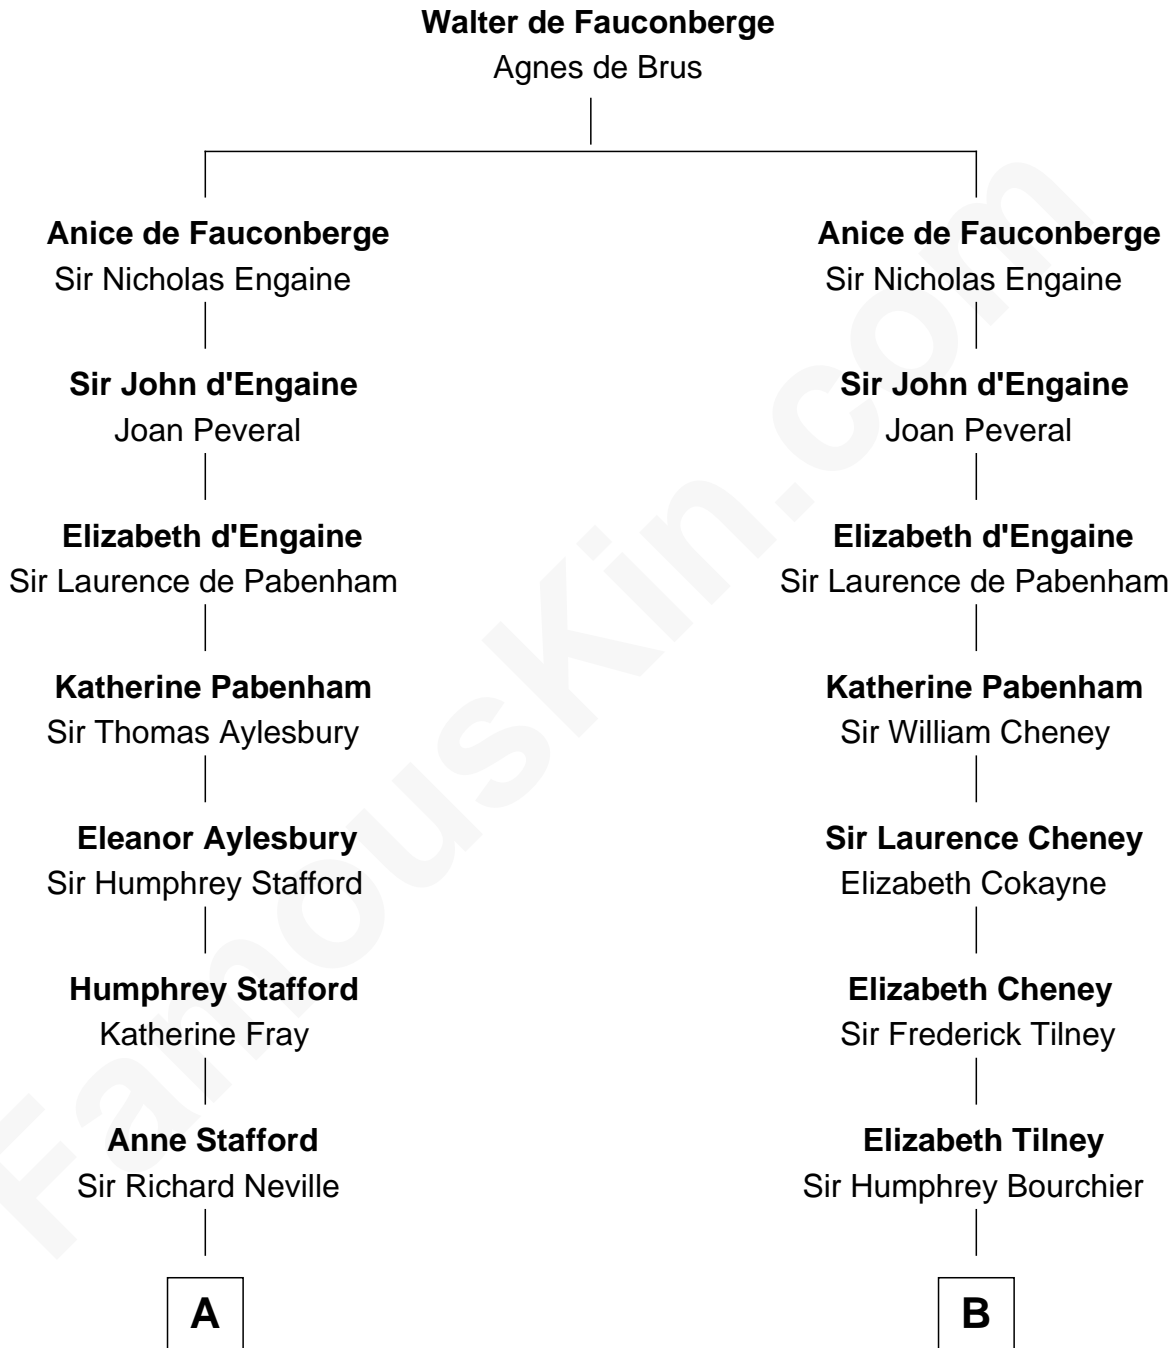 Walter de Fauconberge
Agnes de Brus
Anice de Fauconberge
Sir Nicholas Engaine
Anice de Fauconberge
Sir Nicholas Engaine
Sir John d'Engaine
Joan Peveral
Sir John d'Engaine
Joan Peveral
Elizabeth d'Engaine
Sir Laurence de Pabenham
Elizabeth d'Engaine
Sir Laurence de Pabenham
Katherine Pabenham
Sir Thomas Aylesbury
Katherine Pabenham
Sir William Cheney
Eleanor Aylesbury
Sir Humphrey Stafford
Sir Laurence Cheney
Elizabeth Cokayne
Humphrey Stafford
Katherine Fray
Elizabeth Cheney
Sir Frederick Tilney
Anne Stafford
Sir Richard Neville
Elizabeth Tilney
Sir Humphrey Bourchier
A
B
FamousKin.com